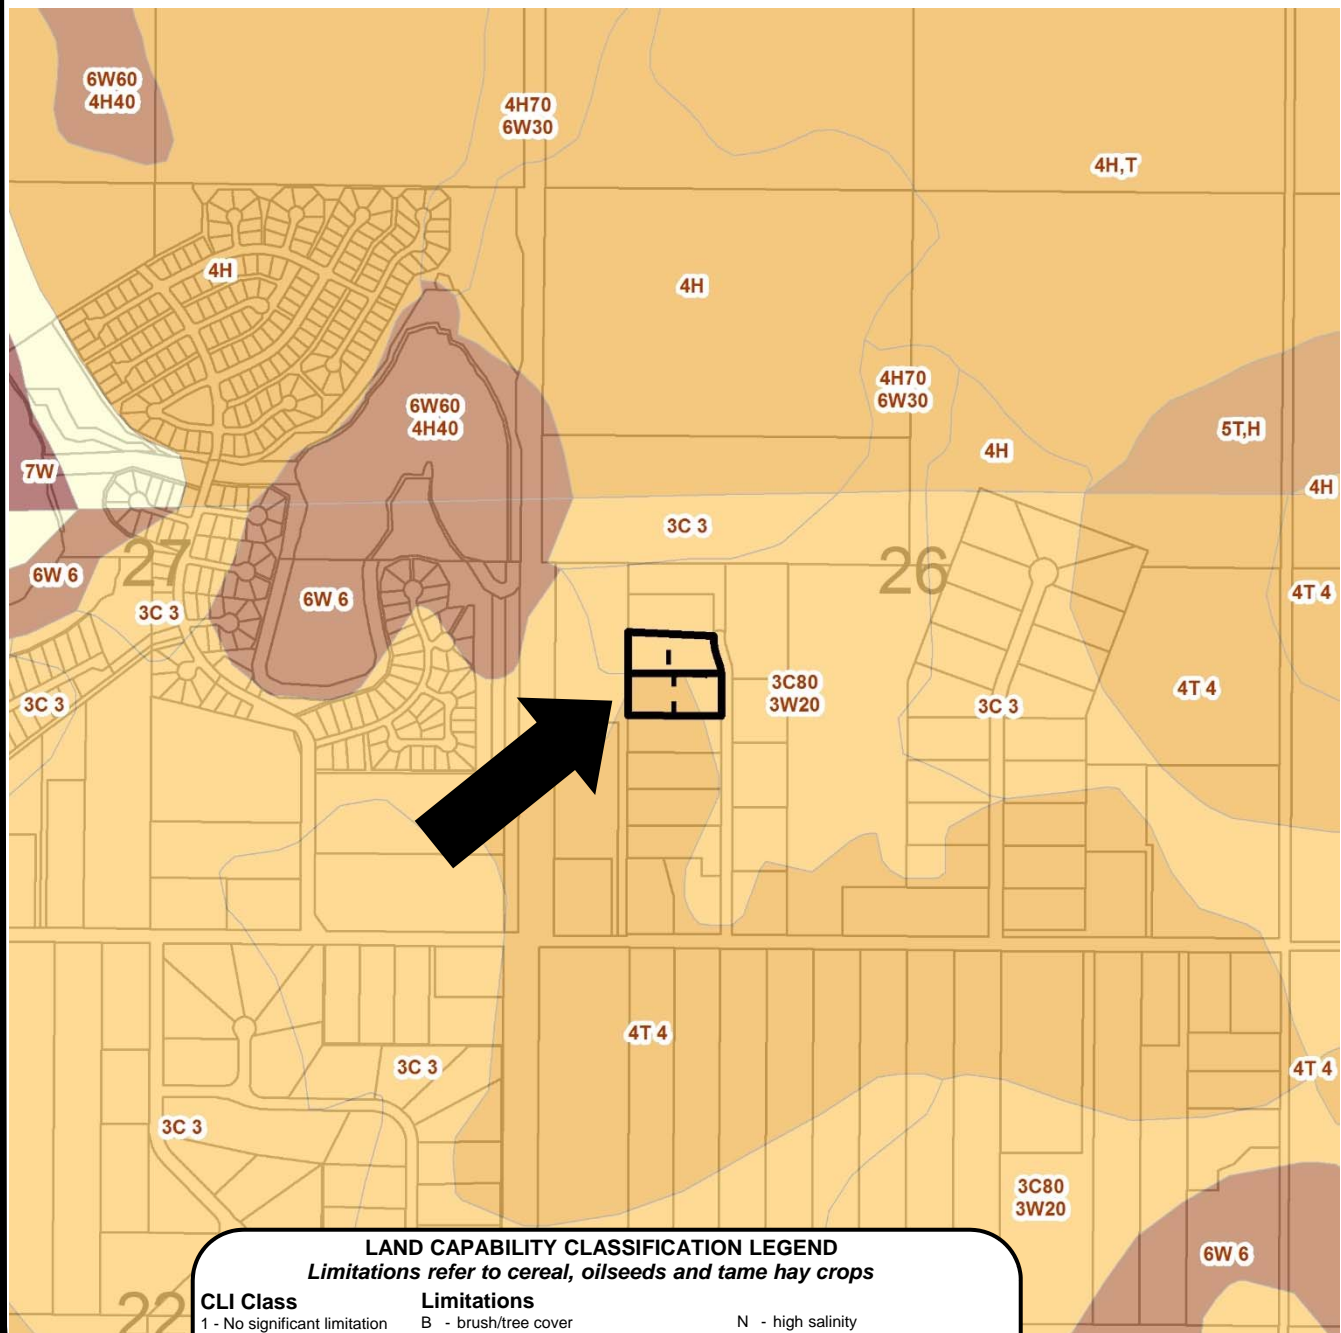 6W60
4H40
4H70
6W30
4H,T
4H
4H
4H70
6W30
6W60
4H40
5T,H
4H
7W
4H
3C 3
27
26
6W 6
6W 6
4T 4
3C 3
3C80
3W20
4T 4
3C 3
3C 3
4T 4
3C 3
4T 4
3C 3
3C80
3W20
6W 6
22
LAND CAPABILITY CLASSIFICATION LEGEND
Limitations refer to cereal, oilseeds and tame hay crops
CLI Class
Limitations
1 - No significant limitation
B - brush/tree cover
N - high salinity